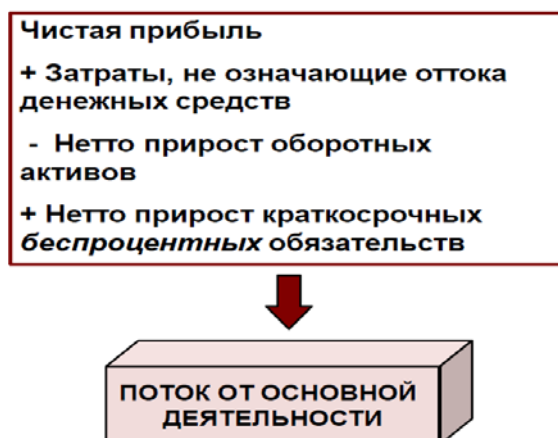 Чистая прибыль
+ Затраты, не означающие оттока
денежных средств
- Нетто прирост оборотных
активов
+ Нетто прирост краткосрочных
беспроцентных обязательств
ПОТОК ОТ ОСНОВНОЙ
ДЕЯТЕЛЬНОСТИ